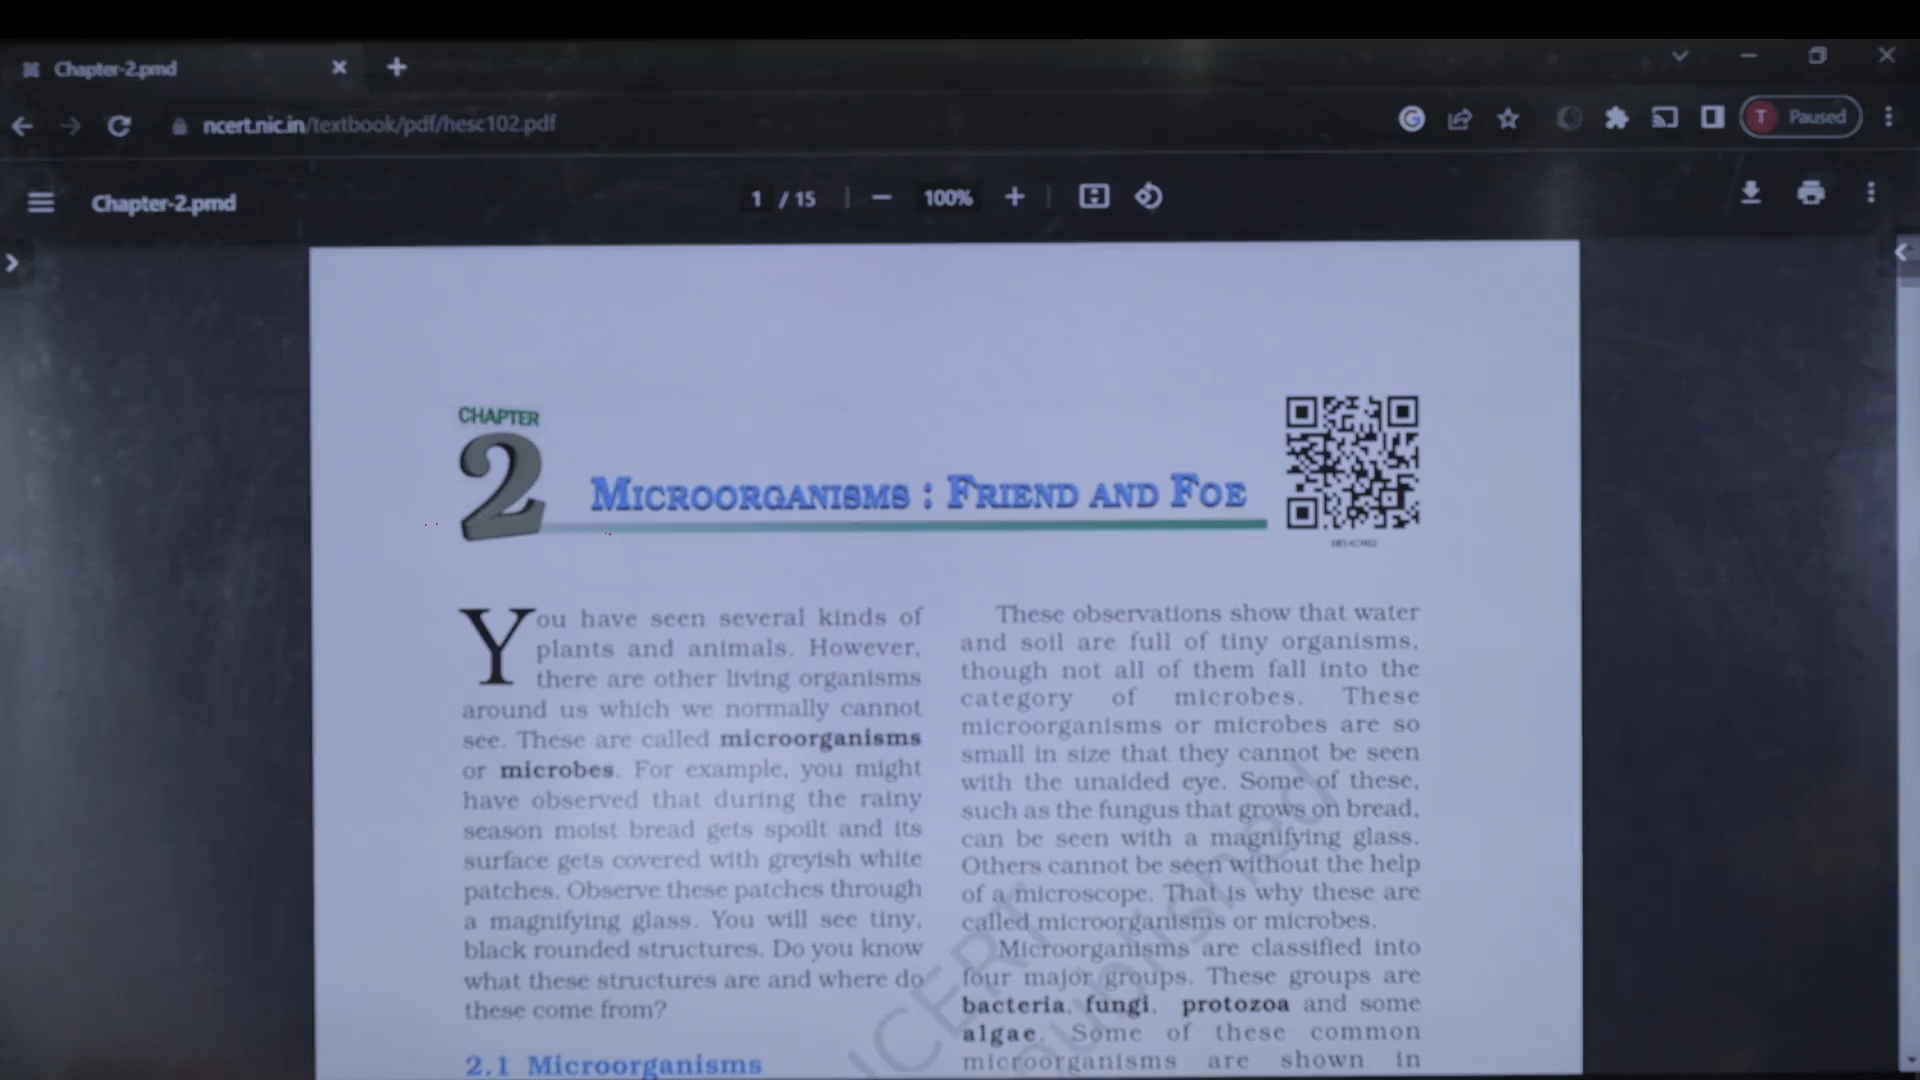 Chapter-2.pmd
ncert.nic.in/textbook/pdf/hesc102.pdf
T Paused
Chapter-2.pmd
1 / 15
100%
CHAPTER
2
MICROORGANISMS : FRIEND AND FOE
You have seen several kinds of
plants and animals. However,
there are other living organisms
around us which we normally cannot
see. These are called microorganisms
or microbes. For example, you might
have observed that during the rainy
season moist bread gets spoilt and its
surface gets covered with greyish white
patches. Observe these patches through
a magnifying glass. You will see tiny,
black rounded structures. Do you know
what these structures are and where do
these come from?
2.1 Microorganisms
These observations show that water
and soil are full of tiny organisms,
though not all of them fall into the
category of microbes. These
microorganisms or microbes are so
small in size that they cannot be seen
with the unaided eye. Some of these,
such as the fungus that grows on bread,
can be seen with a magnifying glass.
Others cannot be seen without the help
of a microscope. That is why these are
called microorganisms or microbes.
Microorganisms are classified into
four major groups. These groups are
bacteria, fungi, protozoa and some
algae. Some of these common
microorganisms are shown in